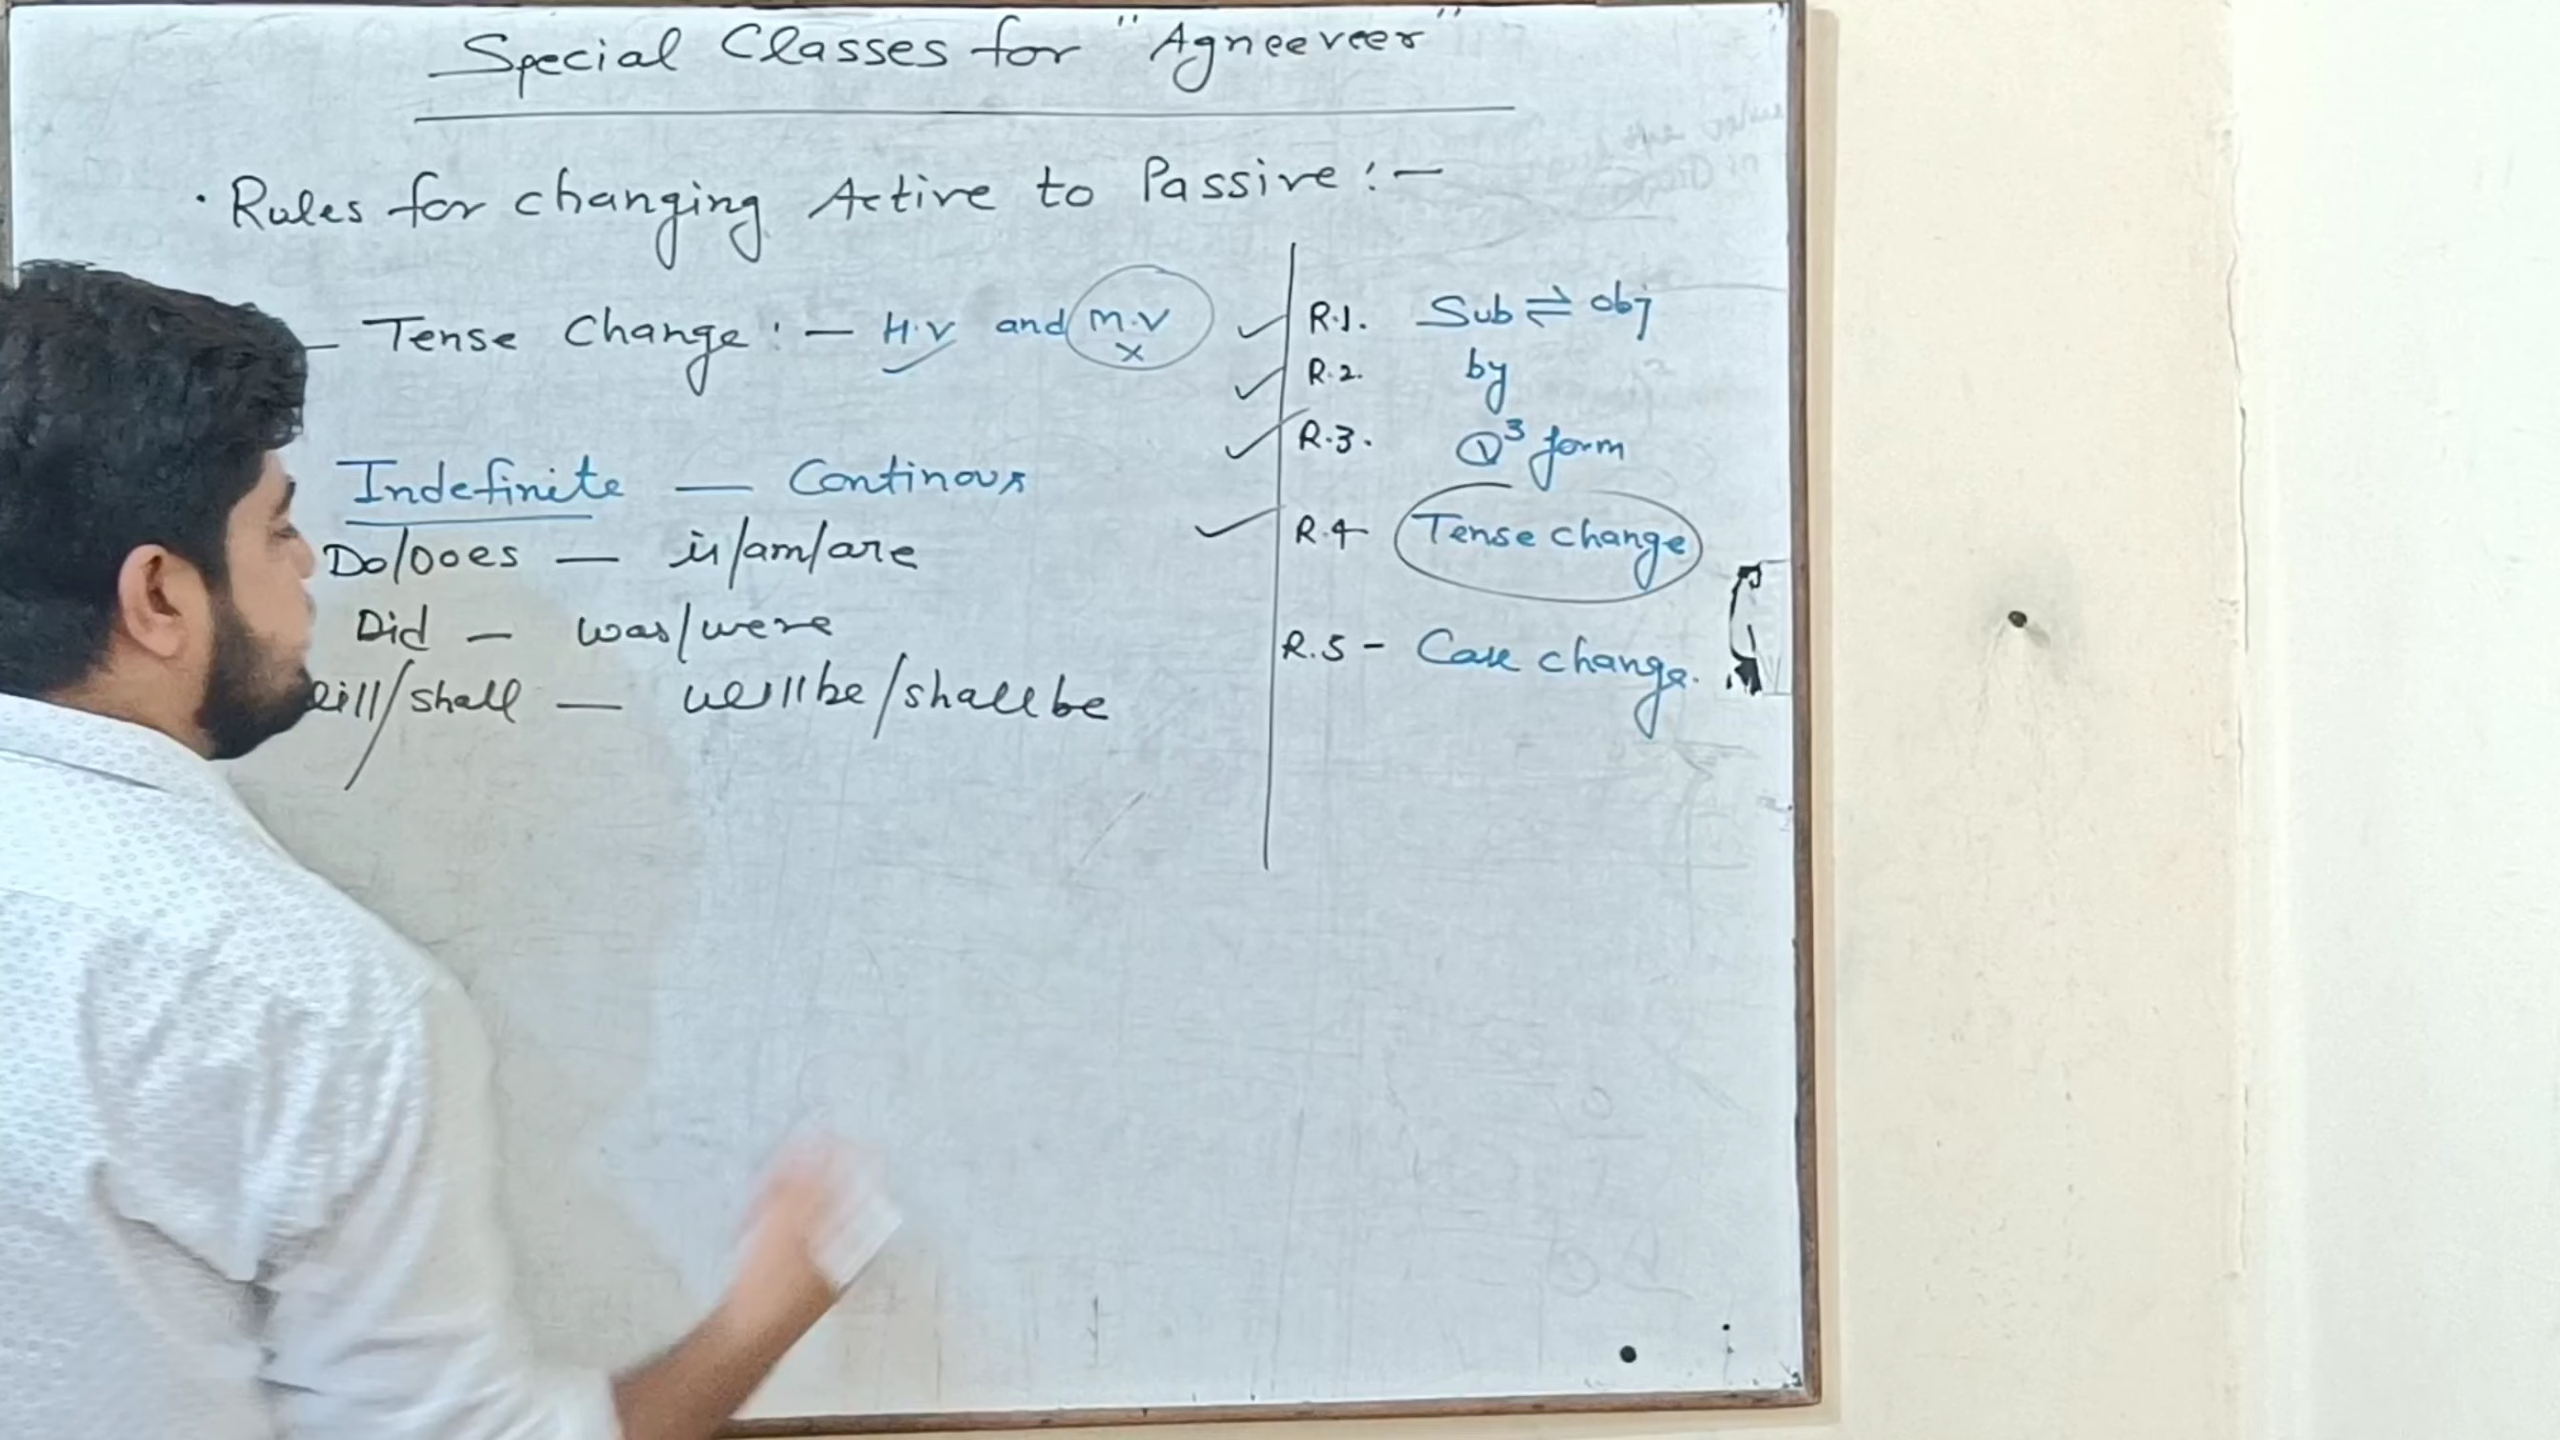 Special Classes for "Agneeveer"
· Rules for changing Active to Passive :-
— Tense Change :- H.V and M.V
x
Indefinite — Continous
Do/Does — is/am/are
Did — was/were
will/shall — will be/shall be
R.1. Sub ⇌ obj
R.2. by
R.3. V³ form
R.4 Tense change
R.5 - Case change.